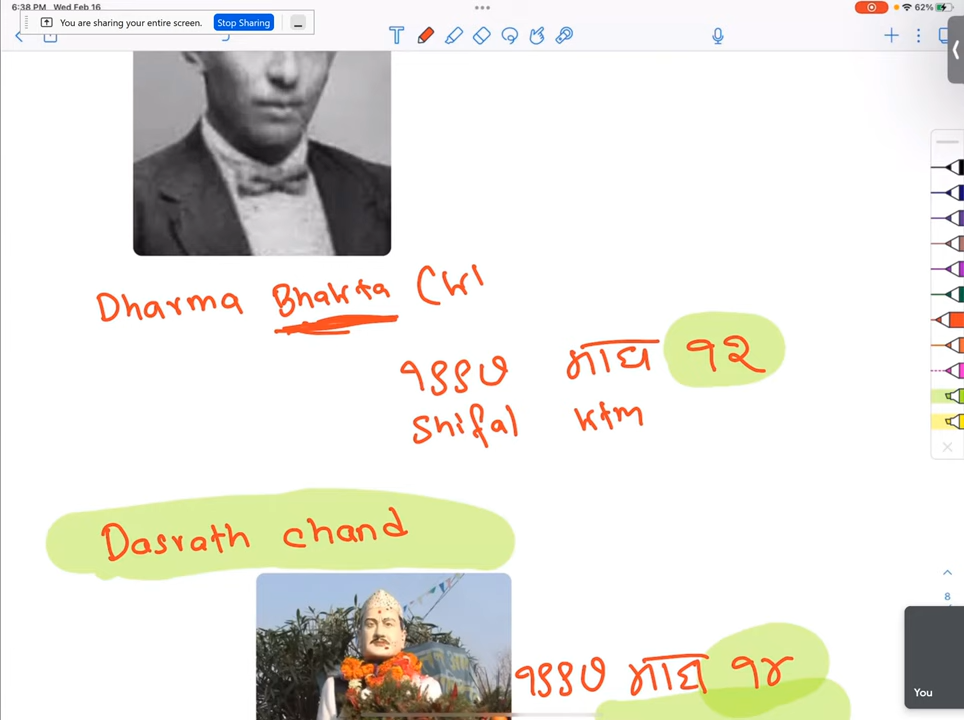 6:38 PM Wed Feb 16
62%
You are sharing your entire screen.
Stop Sharing
T
Dharma Bhakta
१९९७ माघ १२
Shifal ktm
Dasrath chand
१९९७ माघ १४
8
You